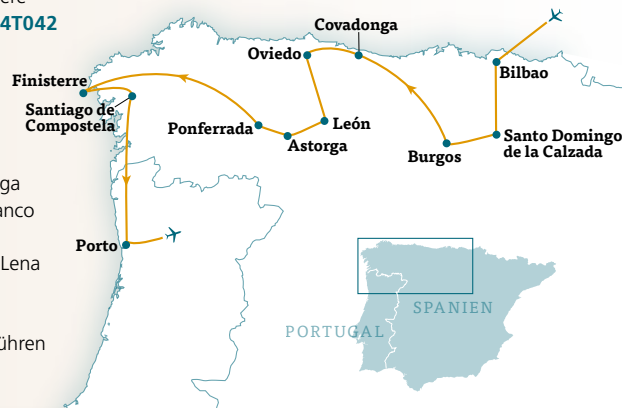 4T042
ga
anco
Lena
ühren
Covadonga
Oviedo
Bilbao
Finisterre
Santiago de
Compostela
Ponferrada
León
Astorga
Burgos
Santo Domingo
de la Calzada
Porto
SPANIEN
PORTUGAL